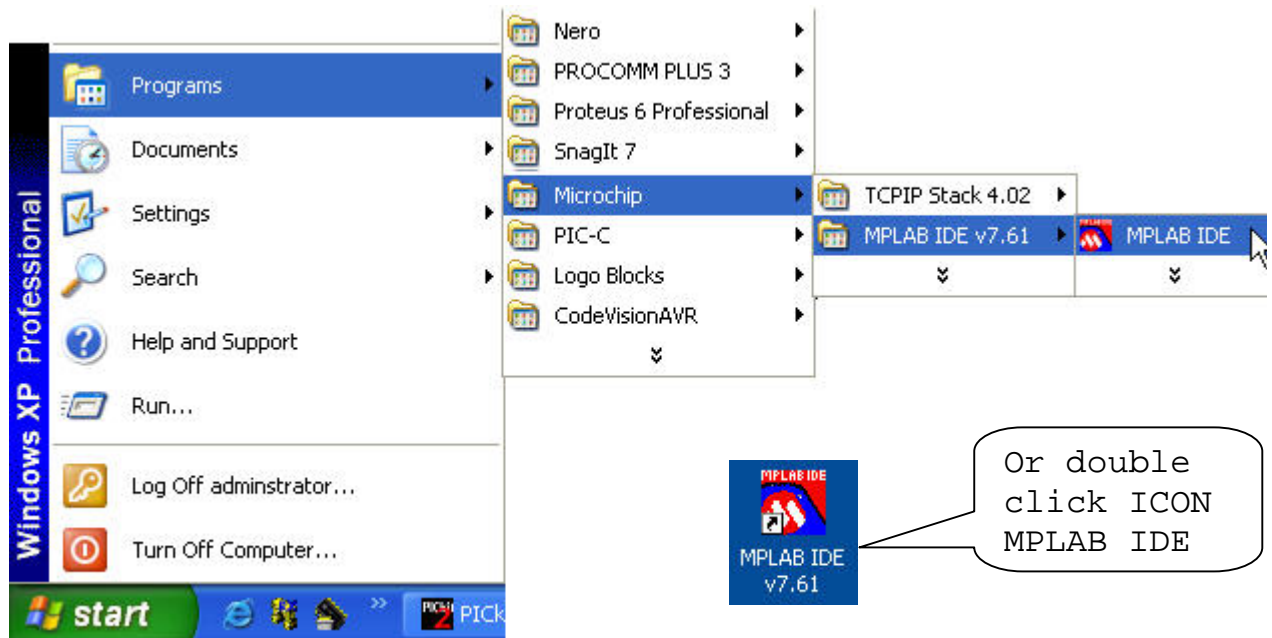 Windows XP Professional
Programs
Documents
Settings
Search
Help and Support
Run...
Log Off adminstrator...
Turn Off Computer...
start
»
PICk
Nero
PROCOMM PLUS 3
Proteus 6 Professional
SnagIt 7
Microchip
PIC-C
Logo Blocks
CodeVisionAVR
TCPIP Stack 4.02
MPLAB IDE v7.61
MPLAB IDE
MPLAB IDE
MPLAB IDE
v7.61
Or double
click ICON
MPLAB IDE